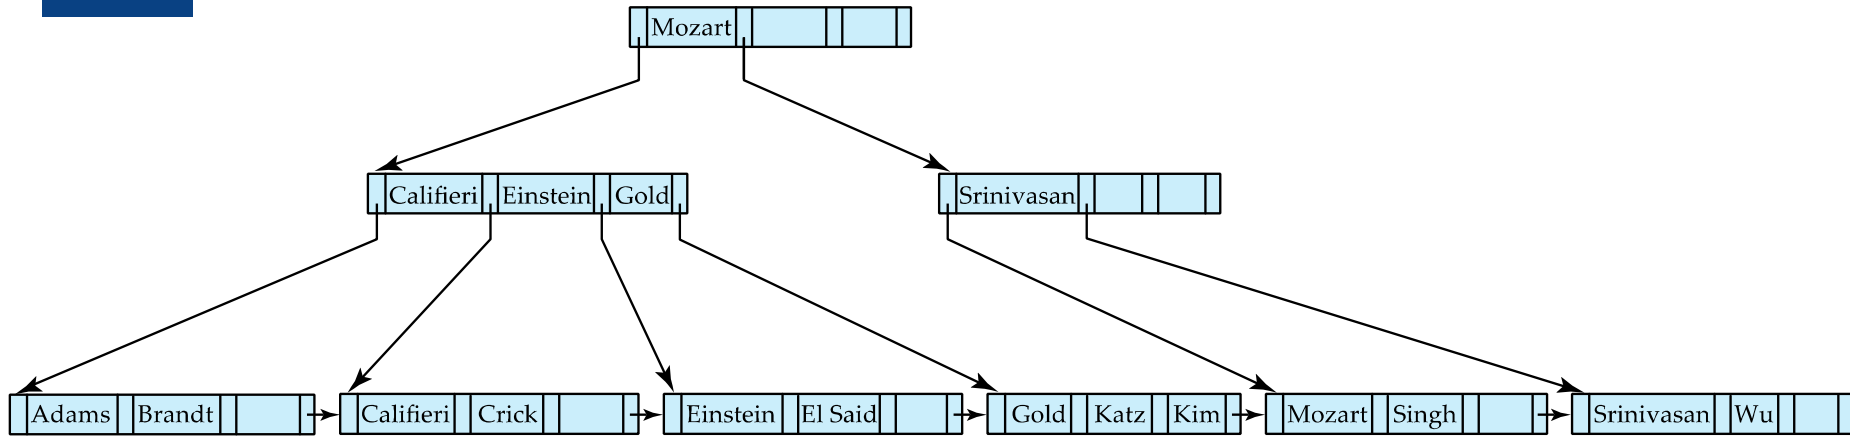 Mozart
Califieri Einstein Gold Srinivasan
Adams Brandt Califieri Crick Einstein El Said Gold Katz Kim Mozart Singh Srinivasan Wu